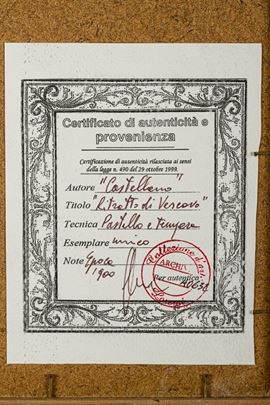 Certificato di autenticità e
provenienza
Certificazione di autenticità rilasciata ai sensi
della legge n. 490 del 29 ottobre 1999.
Autore "Castellano"
Titolo "Ritratto di Vescovo"
Tecnica Pastello e tempera
Esemplare unico
Note Epoca
1900
ARCHIV
Per autentica